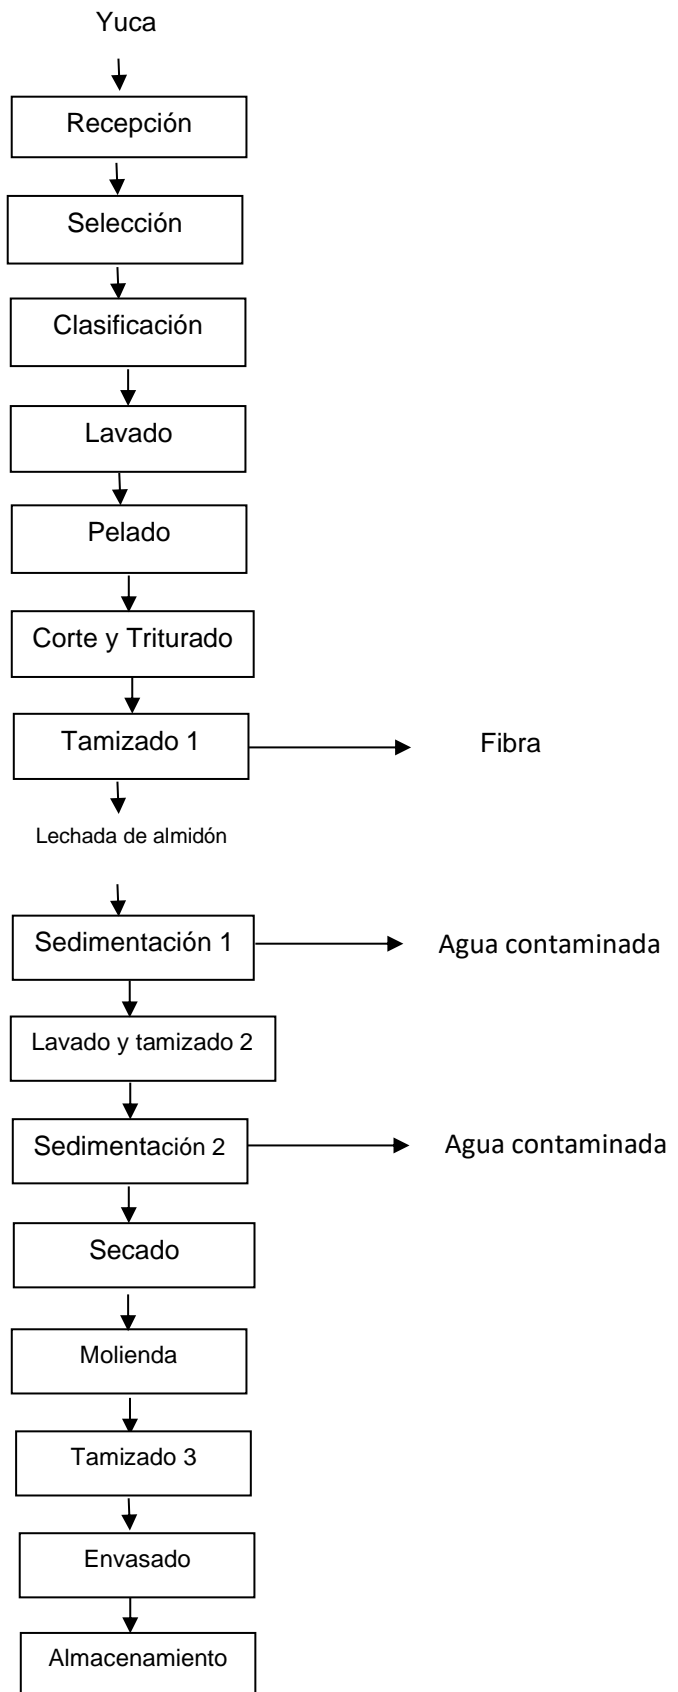 Yuca
Recepción
Selección
Clasificación
Lavado
Pelado
Corte y Triturado
Tamizado 1
Fibra
Lechada de almidón
Sedimentación 1
Agua contaminada
Lavado y tamizado 2
Sedimentación 2
Agua contaminada
Secado
Molienda
Tamizado 3
Envasado
Almacenamiento